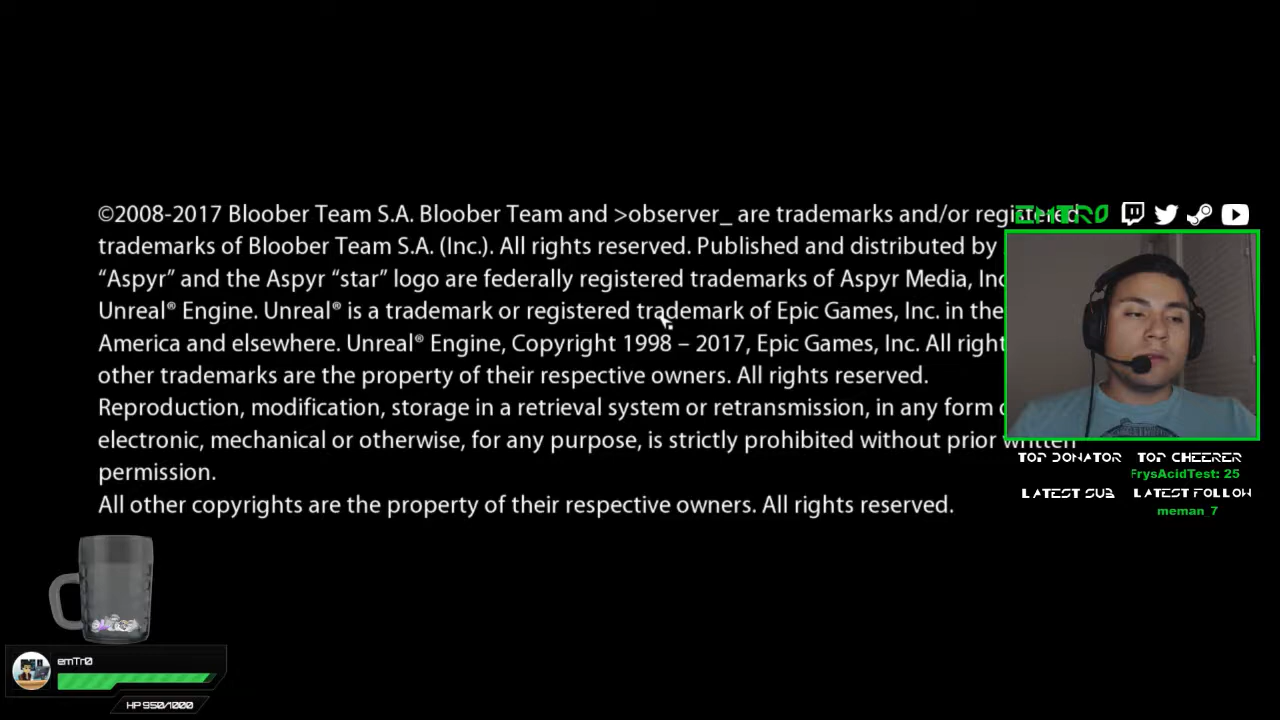 ©2008-2017 Bloober Team S.A. Bloober Team and >observer_ are trademarks and/or registered
trademarks of Bloober Team S.A. (Inc.). All rights reserved. Published and distributed by
“Aspyr” and the Aspyr “star” logo are federally registered trademarks of Aspyr Media, Inc
Unreal® Engine. Unreal® is a trademark or registered trademark of Epic Games, Inc. in the
America and elsewhere. Unreal® Engine, Copyright 1998 – 2017, Epic Games, Inc. All right
other trademarks are the property of their respective owners. All rights reserved.
Reproduction, modification, storage in a retrieval system or retransmission, in any form
electronic, mechanical or otherwise, for any purpose, is strictly prohibited without prior written
permission.
All other copyrights are the property of their respective owners. All rights reserved.
EMTR0
TOP DONATOR TOP CHEERER
FrysAcidTest: 25
LATEST SUB LATEST FOLLOW
meman_7
emTr0
HP 950/1000